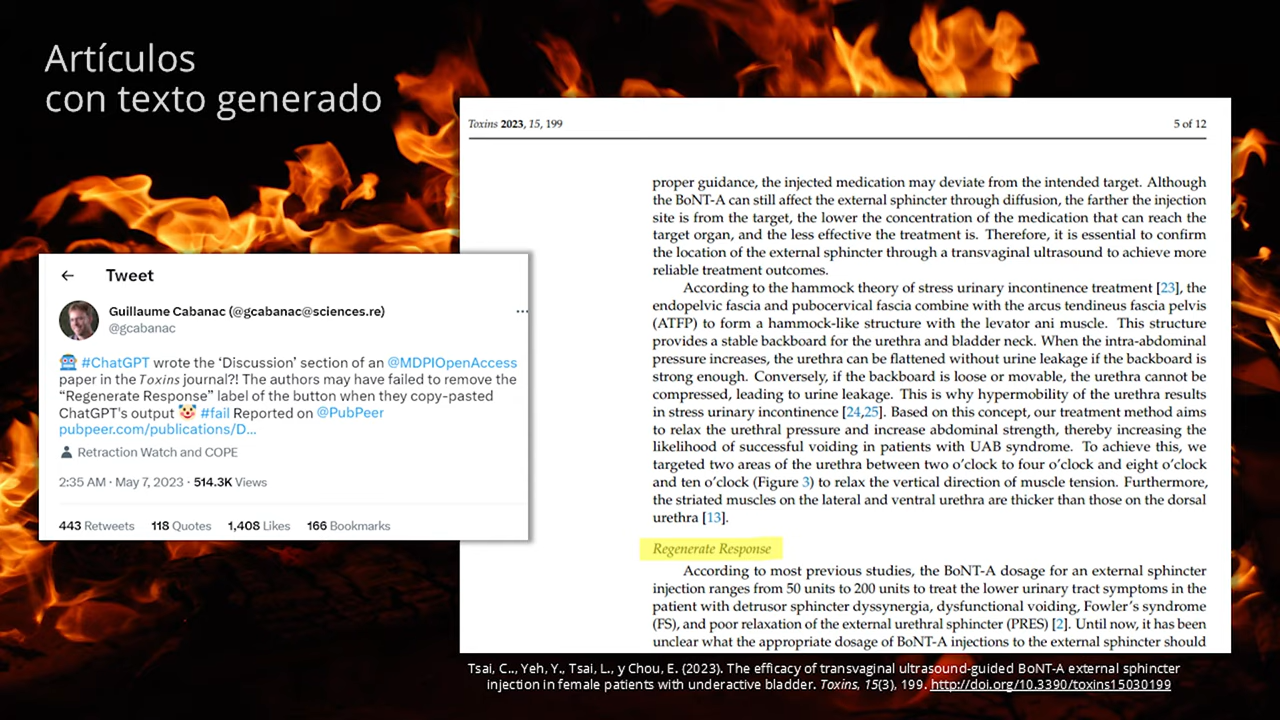 Artículos
con texto generado
Toxins 2023, 15, 199
5 of 12
proper guidance, the injected medication may deviate from the intended target. Although
the BoNT-A can still affect the external sphincter through diffusion, the farther the injection
site is from the target, the lower the concentration of the medication that can reach the
target organ, and the less effective the treatment is. Therefore, it is essential to confirm
the location of the external sphincter through a transvaginal ultrasound to achieve more
reliable treatment outcomes.
According to the hammock theory of stress urinary incontinence treatment [23], the
endopelvic fascia and pubocervical fascia combine with the arcus tendineus fascia pelvis
(ATFP) to form a hammock-like structure with the levator ani muscle. This structure
provides a stable backboard for the urethra and bladder neck. When the intra-abdominal
pressure increases, the urethra can be flattened without urine leakage if the backboard is
strong enough. Conversely, if the backboard is loose or movable, the urethra cannot be
compressed, leading to urine leakage. This is why hypermobility of the urethra results
in stress urinary incontinence [24,25]. Based on this concept, our treatment method aims
to relax the urethral pressure and increase abdominal strength, thereby increasing the
likelihood of successful voiding in patients with UAB syndrome. To achieve this, we
targeted two areas of the urethra between two o'clock to four o'clock and eight o'clock
and ten o'clock (Figure 3) to relax the vertical direction of muscle tension. Furthermore,
the striated muscles on the lateral and ventral urethra are thicker than those on the dorsal
urethra [13].
Regenerate Response
According to most previous studies, the BoNT-A dosage for an external sphincter
injection ranges from 50 units to 200 units to treat the lower urinary tract symptoms in the
patient with detrusor sphincter dyssynergia, dysfunctional voiding, Fowler's syndrome
(FS), and poor relaxation of the external urethral sphincter (PRES) [2]. Until now, it has been
unclear what the appropriate dosage of BoNT-A injections to the external sphincter should
← Tweet
Guillaume Cabanac (@gcabanac@sciences.re)
@gcabanac
...
🤖 #ChatGPT wrote the 'Discussion' section of an @MDPIOpenAccess
paper in the Toxins journal?! The authors may have failed to remove the
"Regenerate Response" label of the button when they copy-pasted
ChatGPT's output 🤡 #fail Reported on @PubPeer
pubpeer.com/publications/D...
Retraction Watch and COPE
2:35 AM · May 7, 2023 · 514.3K Views
443 Retweets 118 Quotes 1,408 Likes 166 Bookmarks
Tsai, C., Yeh, Y., Tsai, L., y Chou, E. (2023). The efficacy of transvaginal ultrasound-guided BoNT-A external sphincter
injection in female patients with underactive bladder. Toxins, 15(3), 199. http://doi.org/10.3390/toxins15030199